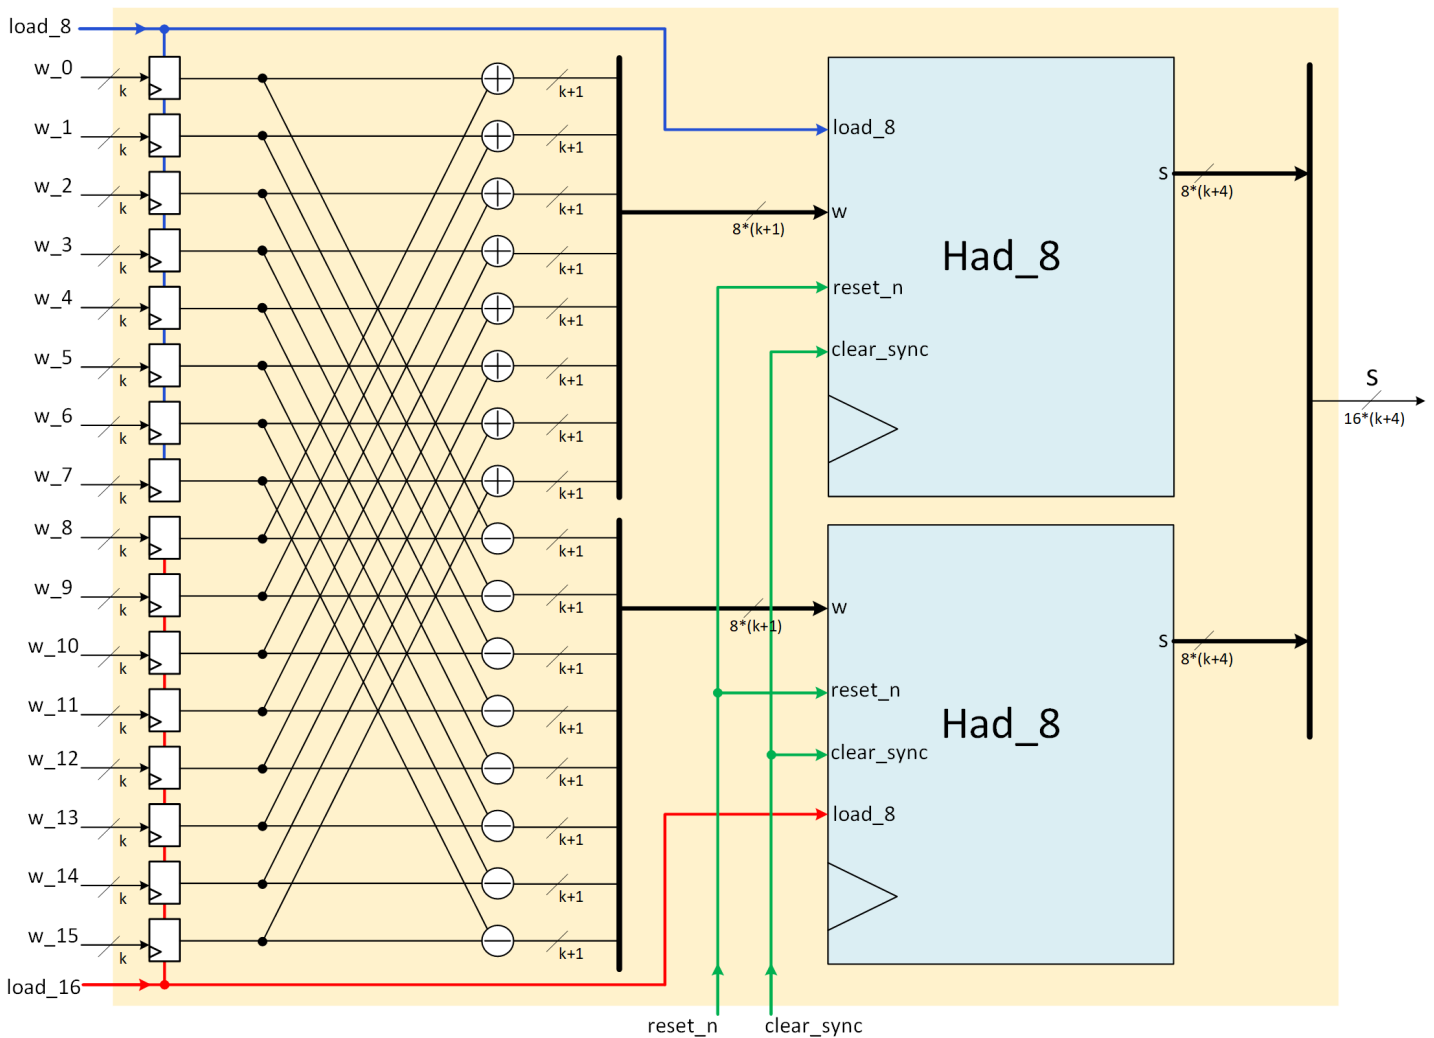 load_8
w_0
k
k+1
w_1
k
k+1
load_8
w_2
k
k+1
s
8*(k+4)
w
8*(k+1)
w_3
k
k+1
Had_8
reset_n
w_4
k
k+1
clear_sync
w_5
k
k+1
s
16*(k+4)
w_6
k
k+1
w_7
k
k+1
w_8
k
k+1
w_9
k
k+1
w
8*(k+1)
w_10
k
k+1
s
8*(k+4)
reset_n
w_11
k
k+1
Had_8
clear_sync
w_12
k
k+1
load_8
w_13
k
k+1
w_14
k
k+1
w_15
k
k+1
load_16
reset_n
clear_sync